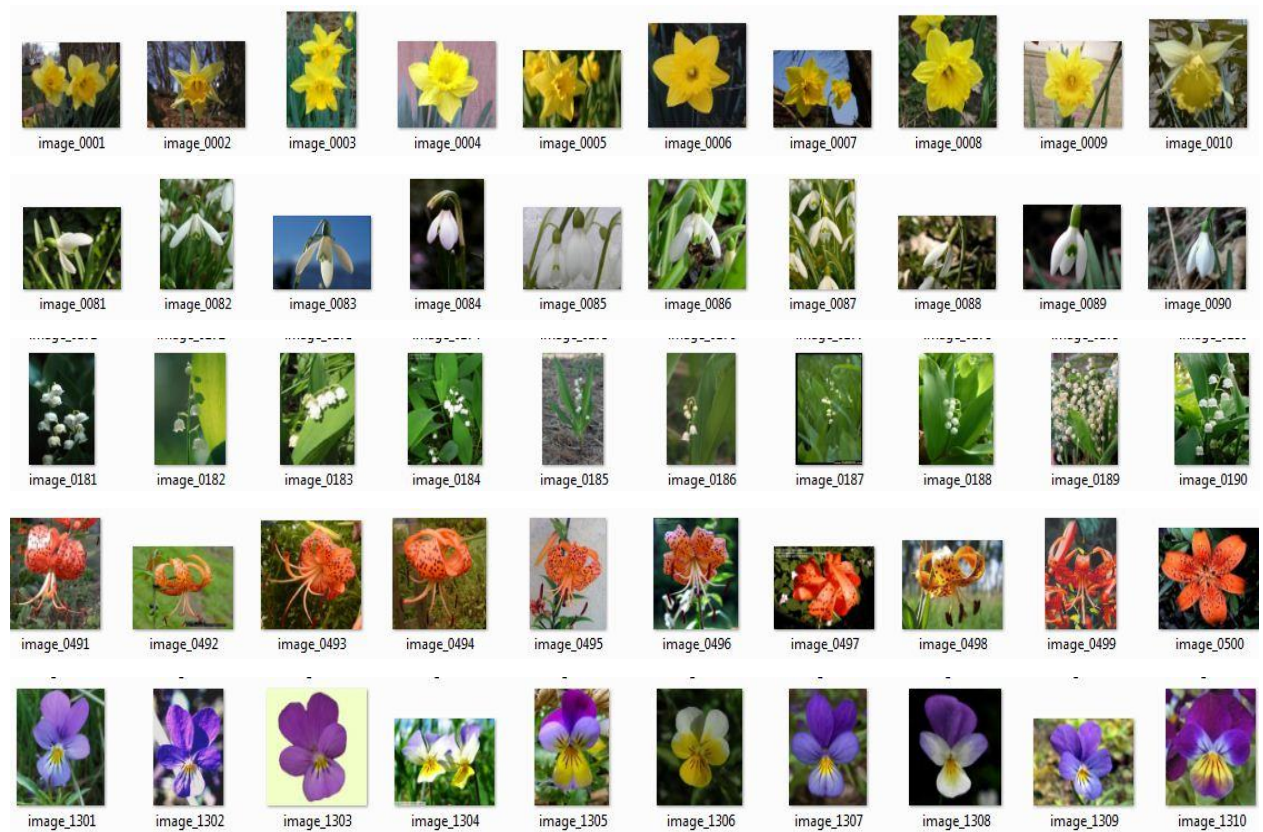 image_0001 image_0002 image_0003 image_0004 image_0005 image_0006 image_0007 image_0008 image_0009 image_0010
image_0081 image_0082 image_0083 image_0084 image_0085 image_0086 image_0087 image_0088 image_0089 image_0090
image_0181 image_0182 image_0183 image_0184 image_0185 image_0186 image_0187 image_0188 image_0189 image_0190
image_0491 image_0492 image_0493 image_0494 image_0495 image_0496 image_0497 image_0498 image_0499 image_0500
image_1301 image_1302 image_1303 image_1304 image_1305 image_1306 image_1307 image_1308 image_1309 image_1310